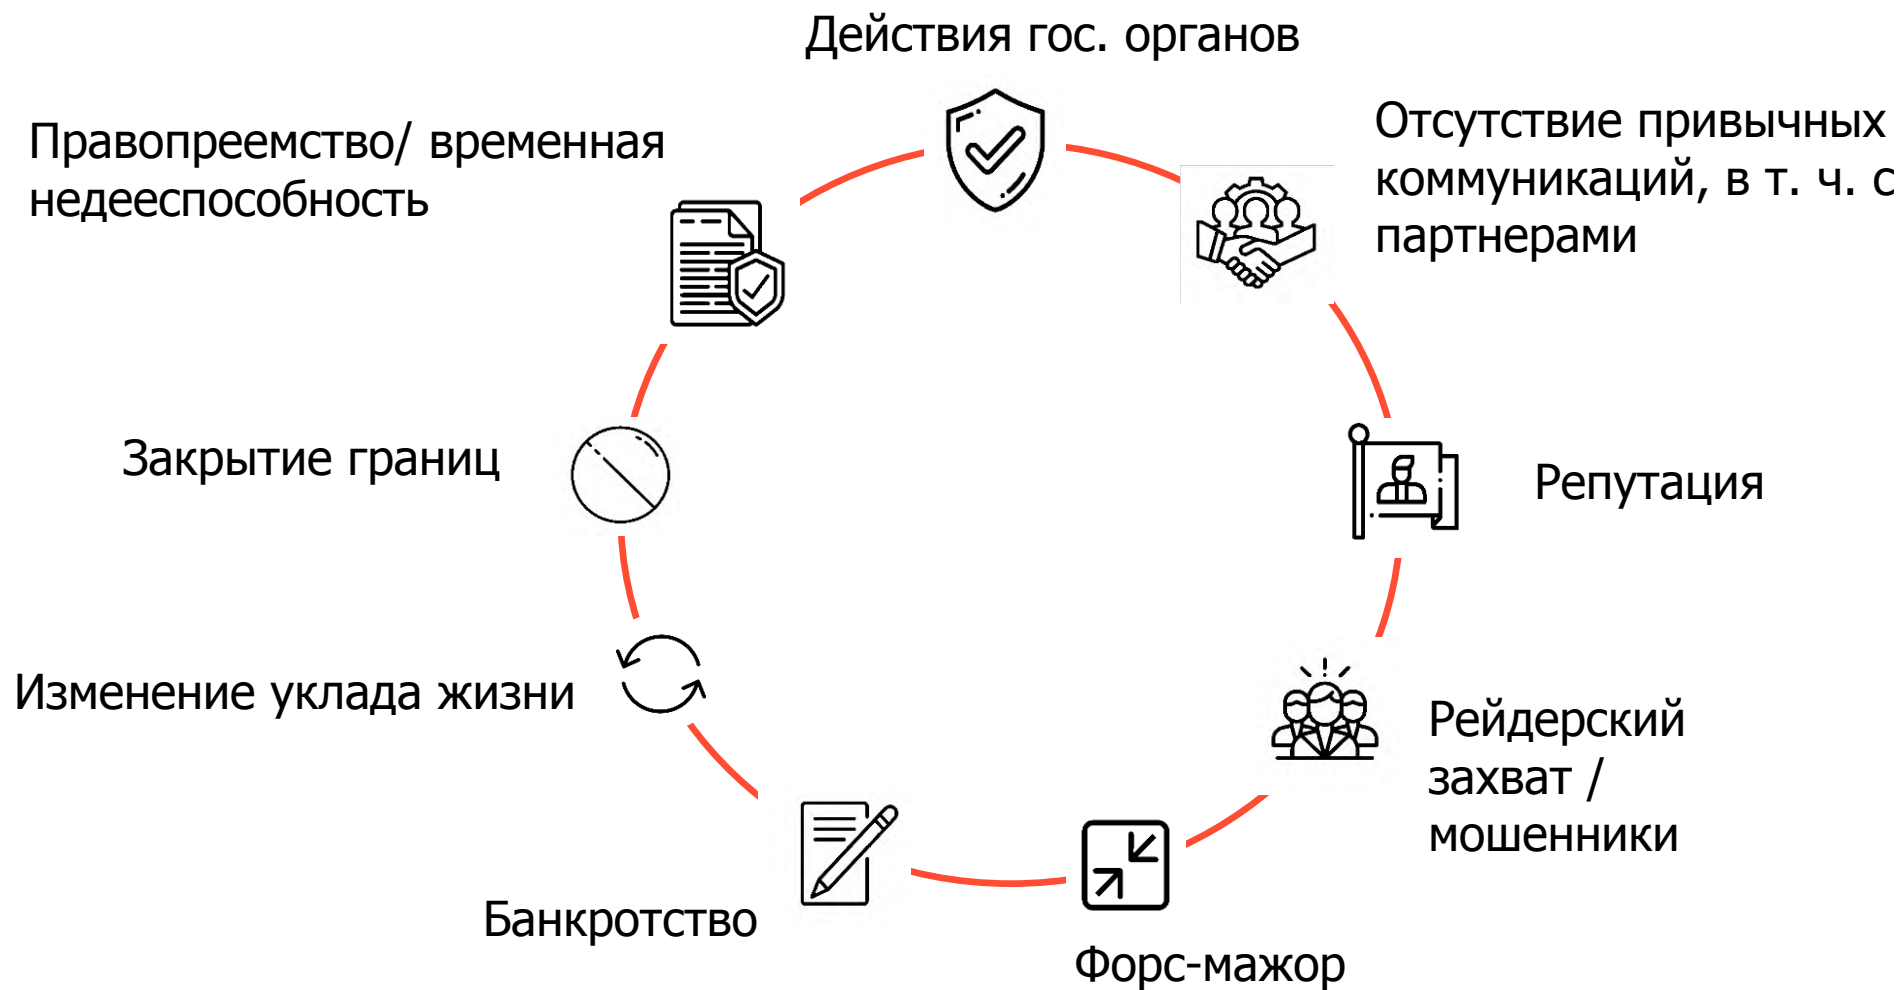 Действия гос. органов
Отсутствие привычных
коммуникаций, в т. ч. с
партнерами
Репутация
Рейдерский
захват /
мошенники
Форс-мажор
Банкротство
Изменение уклада жизни
Закрытие границ
Правопреемство/ временная
недееспособность